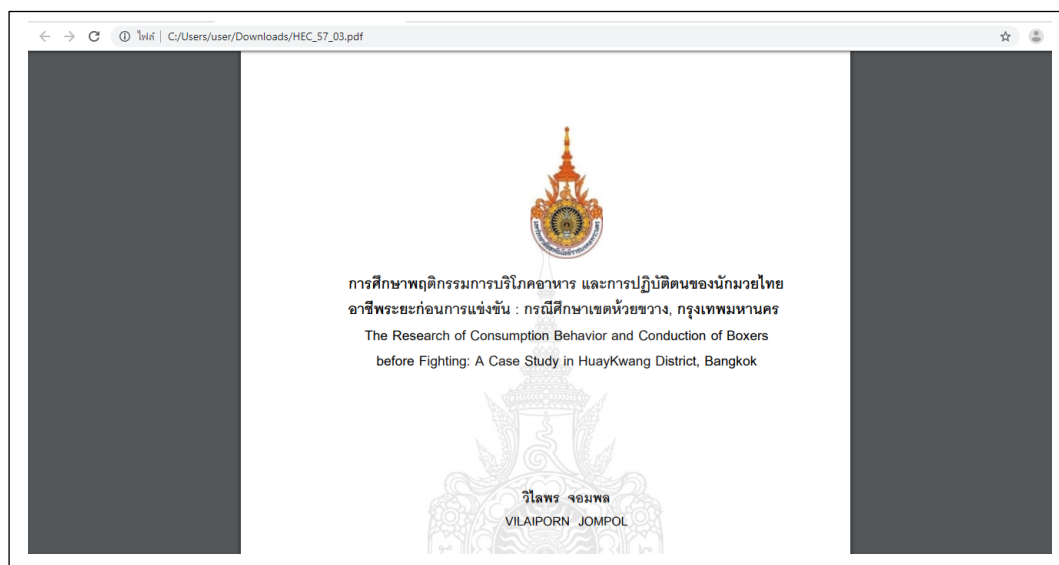 ไฟล์ | C:/Users/user/Downloads/HEC_57_03.pdf
การศึกษาพฤติกรรมการบริโภคอาหาร และการปฏิบัติตนของนักมวยไทย
อาชีพระยะก่อนการแข่งขัน : กรณีศึกษาเขตห้วยขวาง, กรุงเทพมหานคร
The Research of Consumption Behavior and Conduction of Boxers
before Fighting: A Case Study in HuayKwang District, Bangkok
วิไลพร จอมพล
VILAIPORN JOMPOL